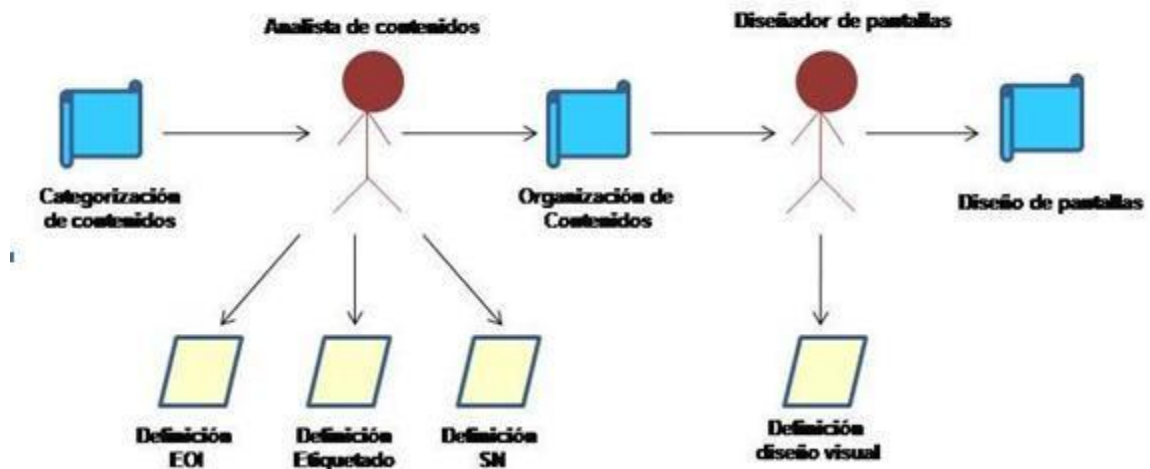 Analista de contenidos
Diseñador de pantallas
Categorización
de contenidos
Organización de
Contenidos
Diseño de pantallas
Definición
EOI
Definición
Etiquetado
Definición
SN
Definición
diseño visual